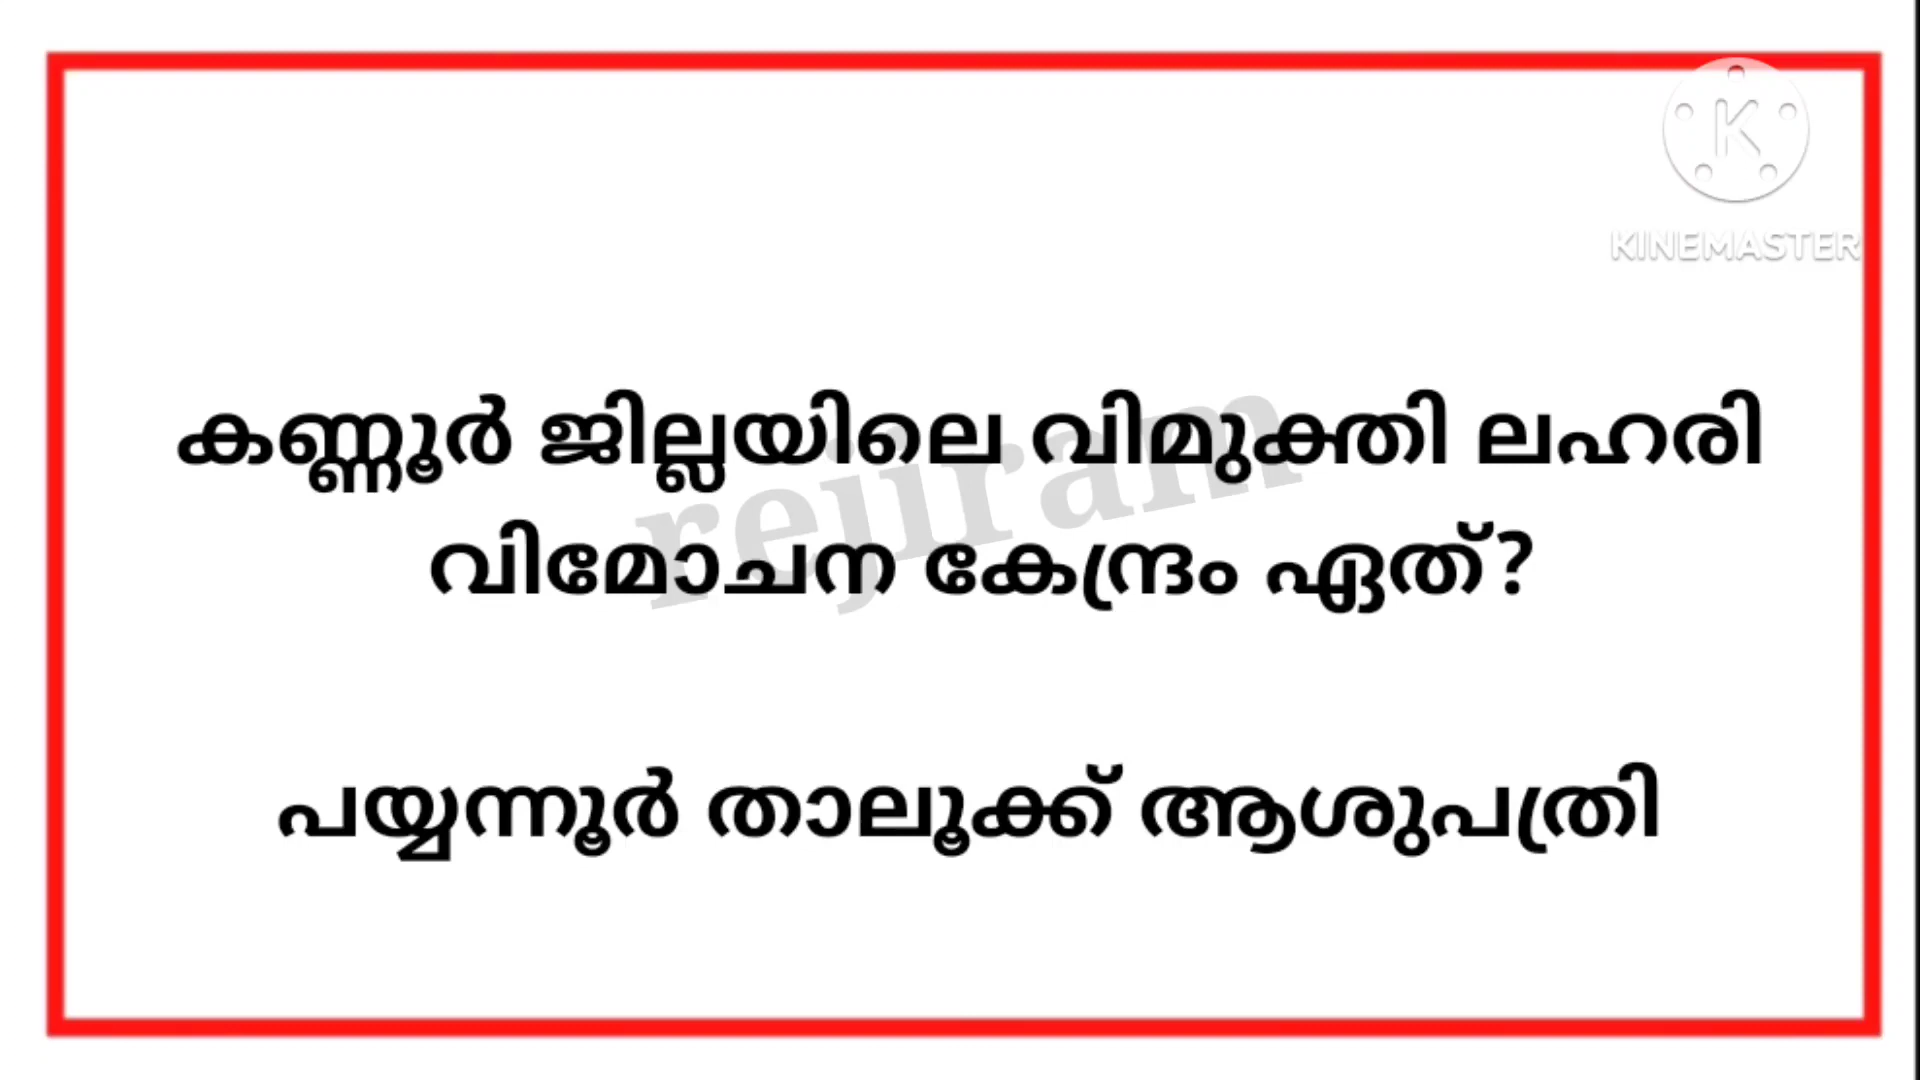 KINEMASTER
കണ്ണൂർ ജില്ലയിലെ വിമുക്തി ലഹരി
വിമോചന കേന്ദ്രം ഏത്?
rejiram
പയ്യന്നൂർ താലൂക്ക് ആശുപത്രി